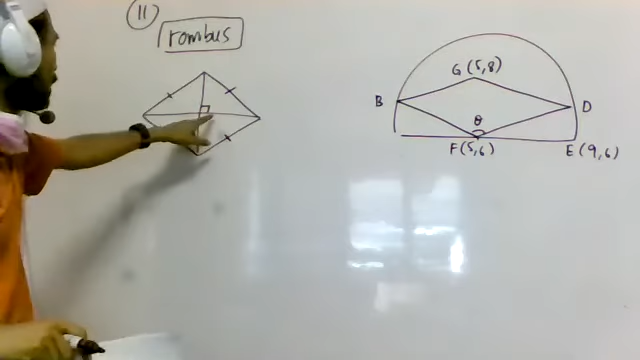 11
rombus
G(5,8)
B
D
θ
F(5,6)
E(9,6)